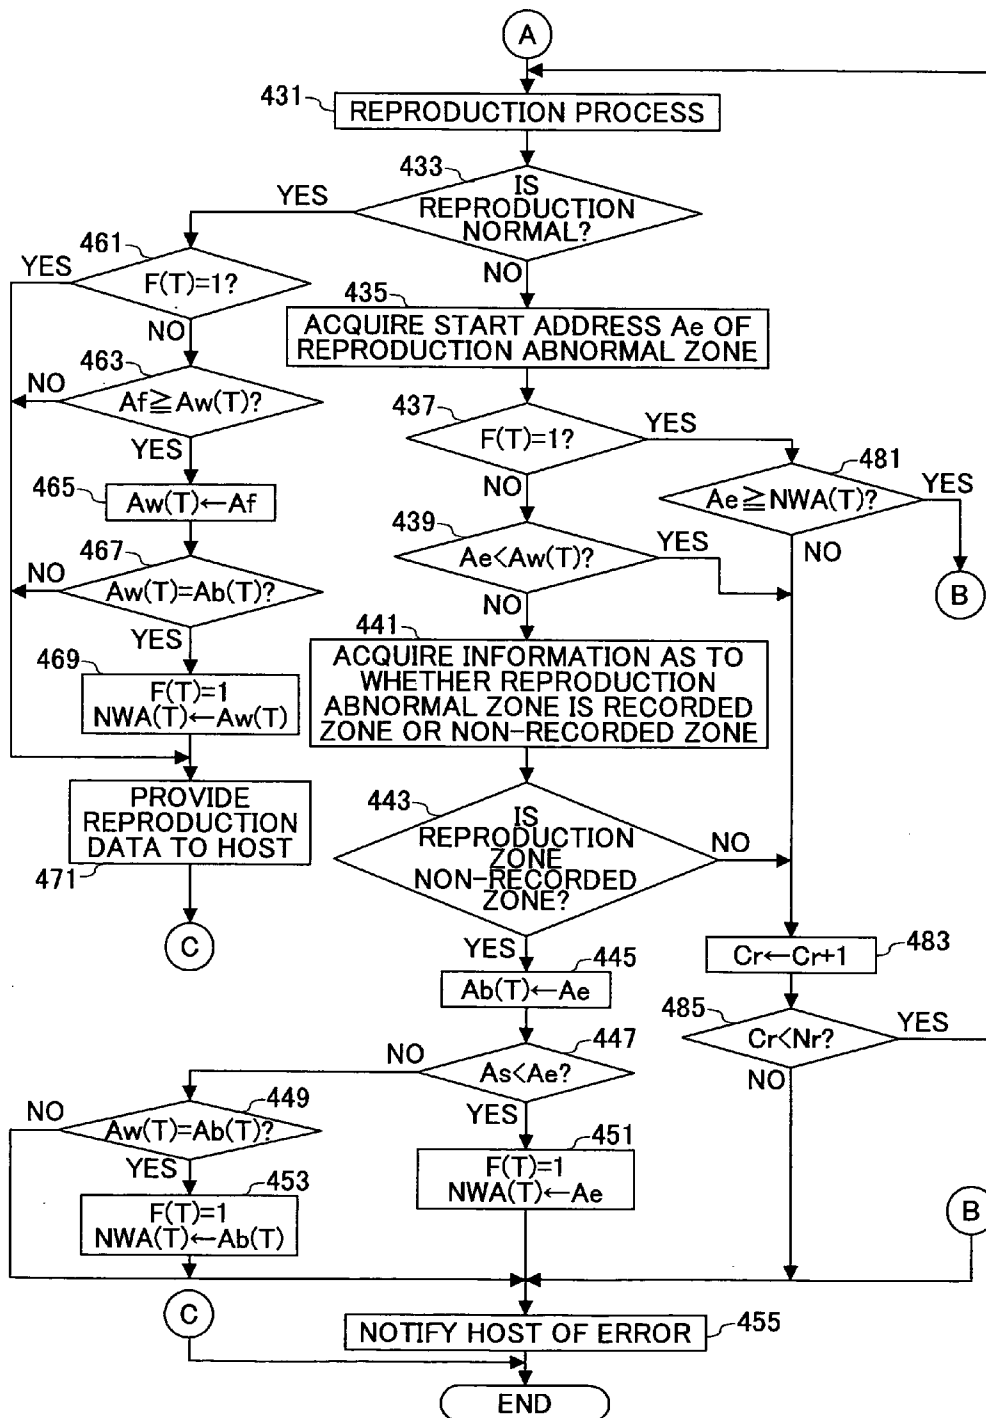 A
431
REPRODUCTION PROCESS
433
IS
REPRODUCTION
NORMAL?
YES
NO
461
F(T)=1?
YES
NO
435
ACQUIRE START ADDRESS Ae OF
REPRODUCTION ABNORMAL ZONE
463
Af≧Aw(T)?
NO
YES
437
F(T)=1?
YES
NO
481
Ae≧NWA(T)?
YES
NO
B
465
Aw(T)←Af
439
Ae<Aw(T)?
YES
NO
467
Aw(T)=Ab(T)?
NO
YES
441
ACQUIRE INFORMATION AS TO
WHETHER REPRODUCTION
ABNORMAL ZONE IS RECORDED
ZONE OR NON-RECORDED ZONE
469
F(T)=1
NWA(T)←Aw(T)
PROVIDE
REPRODUCTION
DATA TO HOST
471
C
443
IS
REPRODUCTION
ZONE
NON-RECORDED
ZONE?
NO
YES
483
Cr←Cr+1
445
Ab(T)←Ae
485
Cr<Nr?
YES
NO
447
As<Ae?
NO
YES
449
Aw(T)=Ab(T)?
NO
YES
451
F(T)=1
NWA(T)←Ae
453
F(T)=1
NWA(T)←Ab(T)
B
C
NOTIFY HOST OF ERROR
455
END